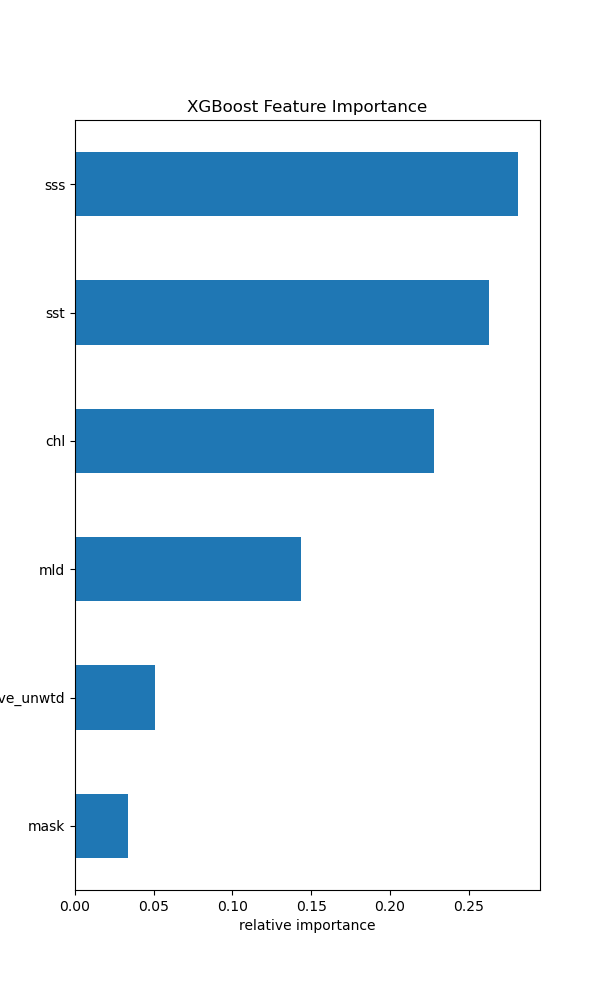 XGBoost Feature Importance
sss
sst
chl
mld
ve_unwtd
mask
0.00 0.05 0.10 0.15 0.20 0.25
relative importance